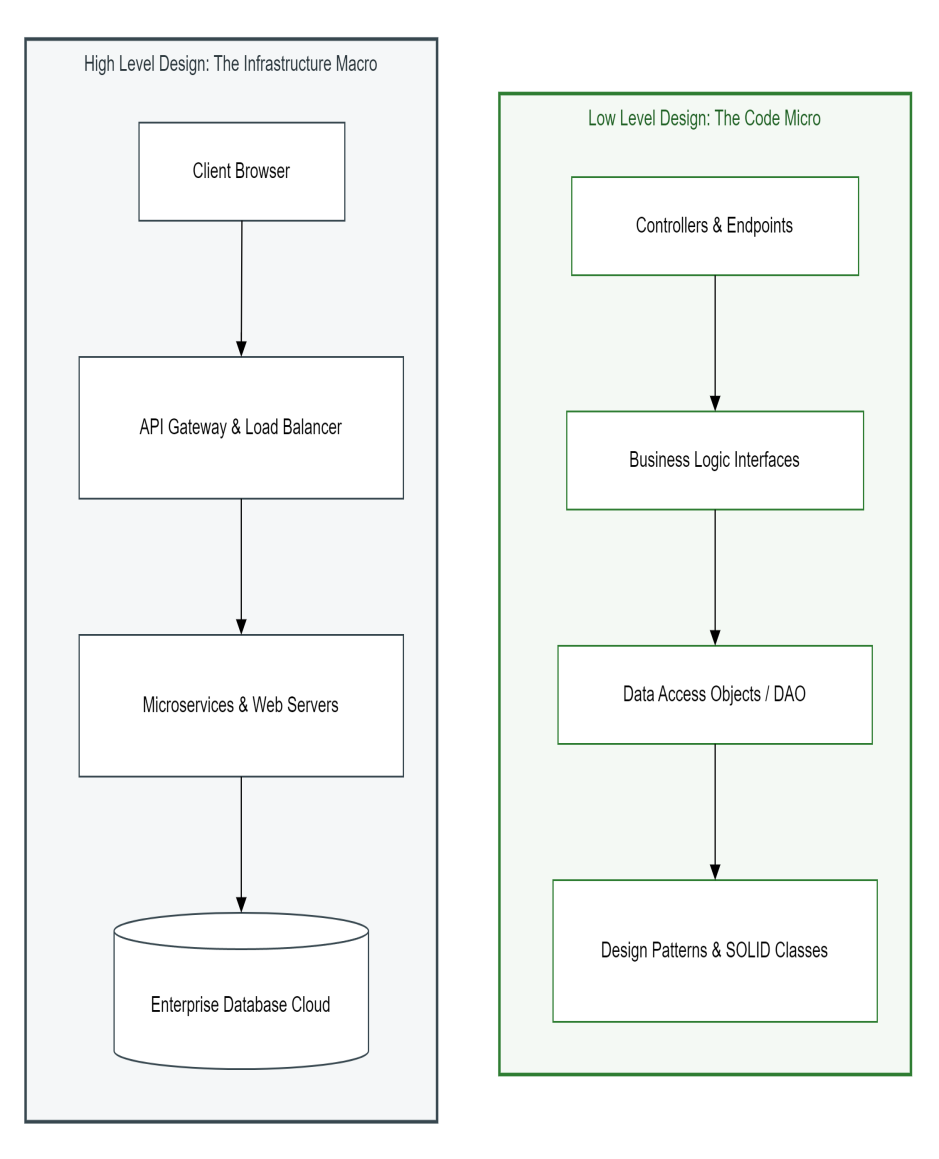 High Level Design: The Infrastructure Macro
Client Browser
API Gateway & Load Balancer
Microservices & Web Servers
Enterprise Database Cloud
Low Level Design: The Code Micro
Controllers & Endpoints
Business Logic Interfaces
Data Access Objects / DAO
Design Patterns & SOLID Classes